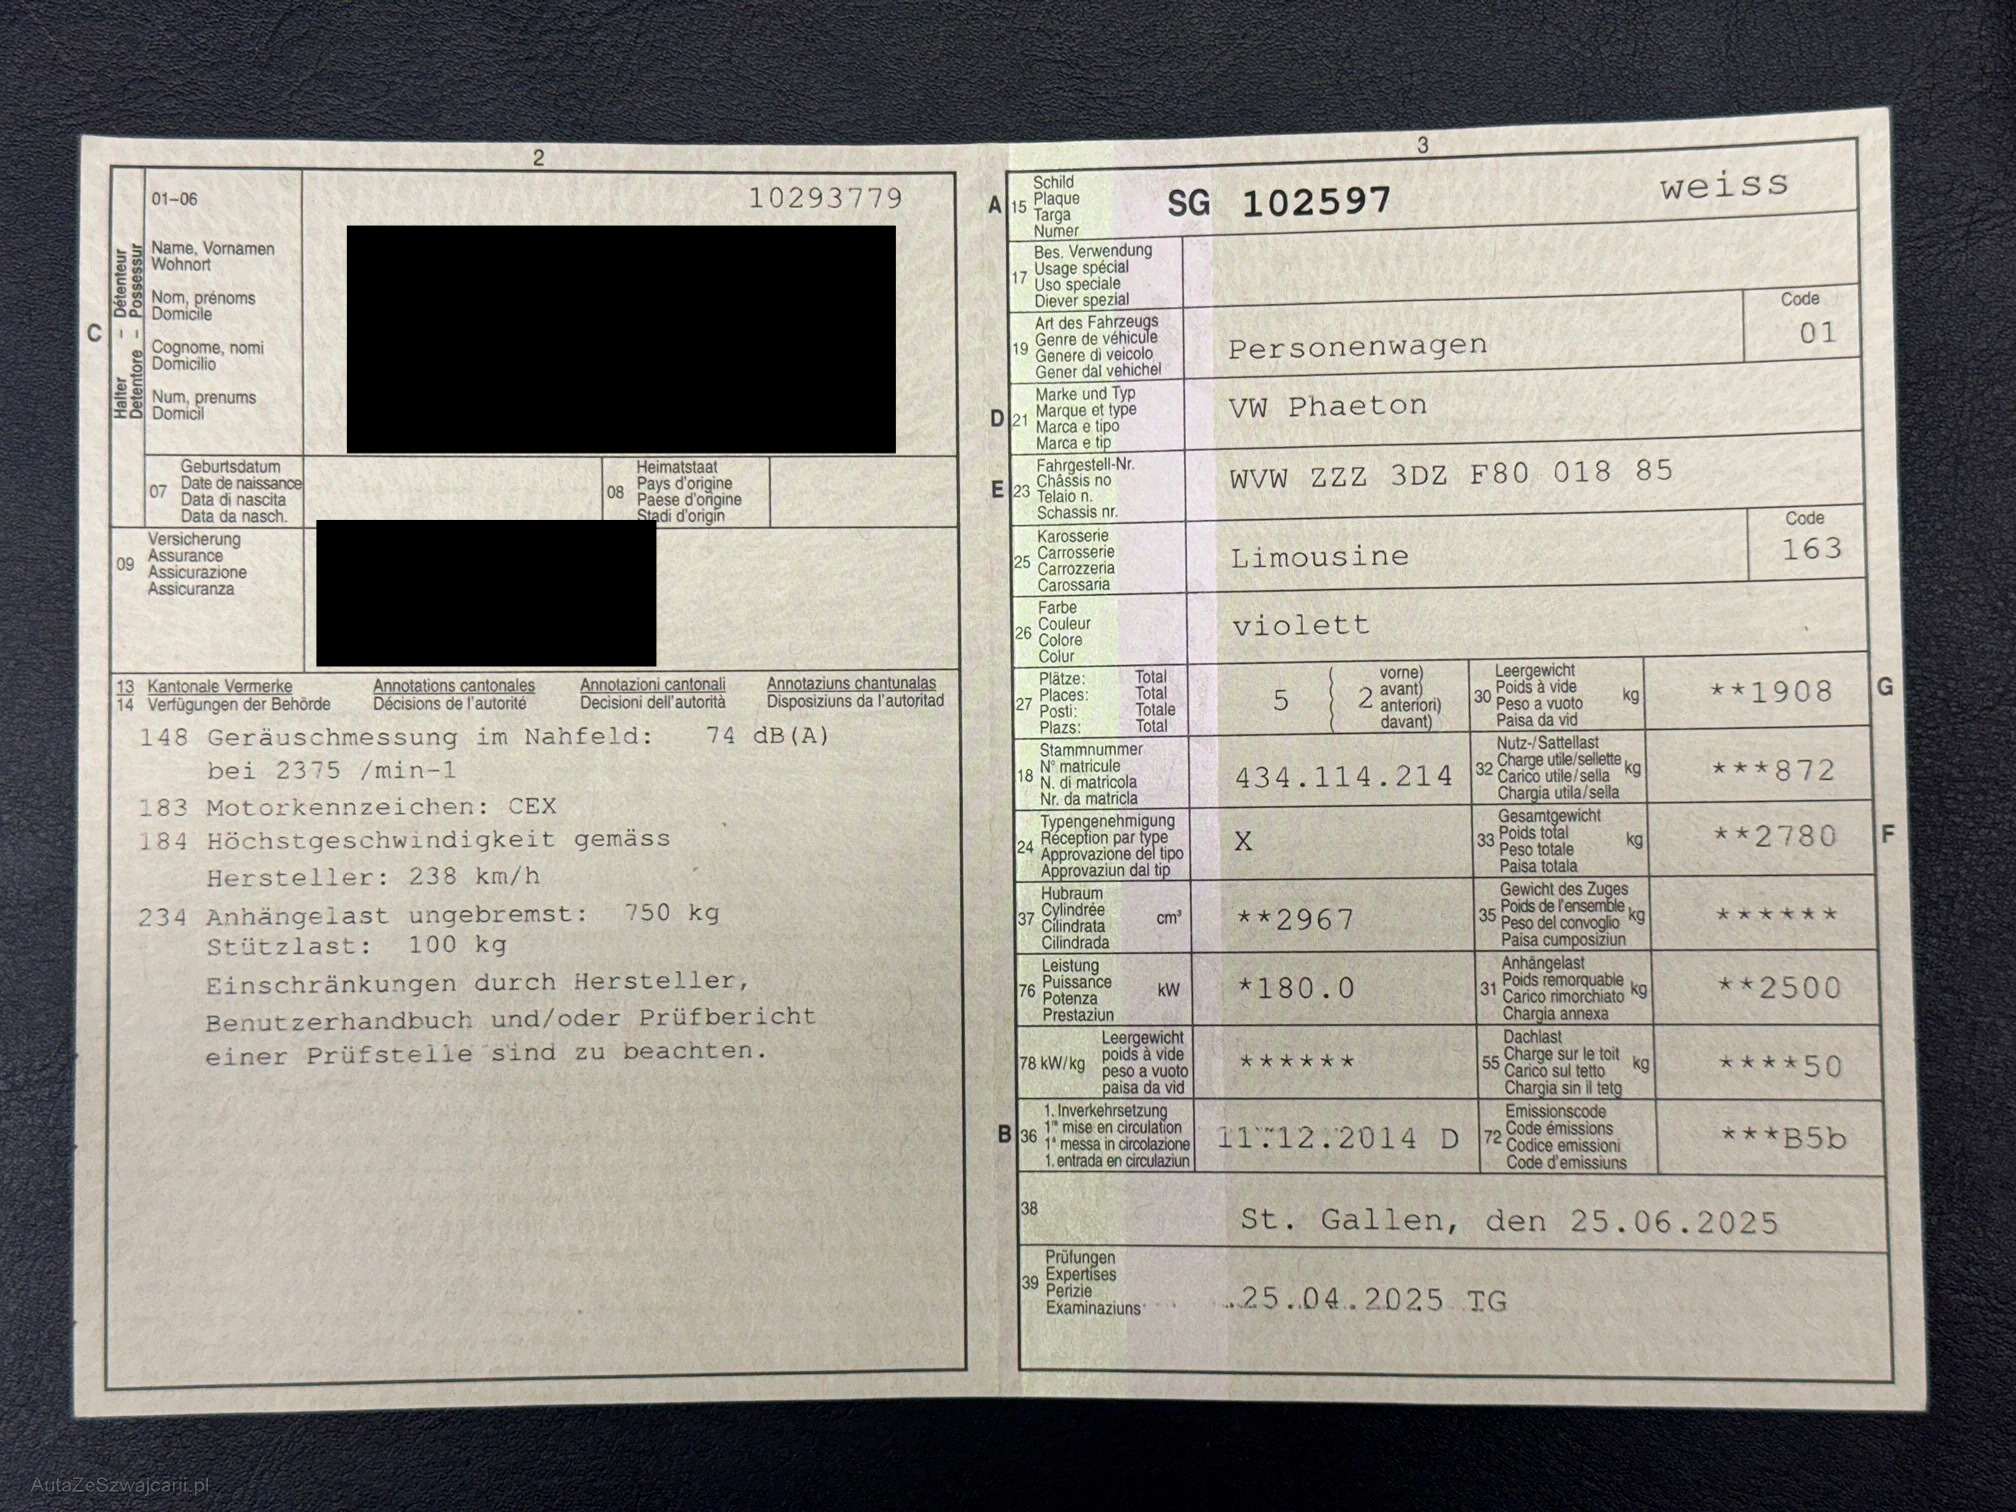 2
01-06
10293779
C
Halter - Détenteur
Detentore - Possessur
Name, Vornamen
Wohnort
Nom, prénoms
Domicile
Cognome, nomi
Domicilio
Num, prenums
Domicil
07
Geburtsdatum
Date de naissance
Data di nascita
Data da nasch.
08
Heimatstaat
Pays d'origine
Paese d'origine
Stadi d'origin
09
Versicherung
Assurance
Assicurazione
Assicuranza
13 Kantonale Vermerke Annotations cantonales Annotazioni cantonali Annotaziuns chantunalas
14 Verfügungen der Behörde Décisions de l'autorité Decisioni dell'autorità Disposiziuns da l'autoritad
148 Geräuschmessung im Nahfeld: 74 dB(A)
bei 2375 /min-1
183 Motorkennzeichen: CEX
184 Höchstgeschwindigkeit gemäss
Hersteller: 238 km/h
234 Anhängelast ungebremst: 750 kg
Stützlast: 100 kg
Einschränkungen durch Hersteller,
Benutzerhandbuch und/oder Prüfbericht
einer Prüfstelle sind zu beachten.
3
A 15
Schild
Plaque
Targa
Numer
SG 102597 weiss
17
Bes. Verwendung
Usage spécial
Uso speciale
Diever spezial
19
Art des Fahrzeugs
Genre de véhicule
Genere di veicolo
Gener dal vehichel
Personenwagen
Code
01
D 21
Marke und Typ
Marque et type
Marca e tipo
Marca e tip
VW Phaeton
E 23
Fahrgestell-Nr.
Châssis no
Telaio n.
Schassis nr.
WVW ZZZ 3DZ F80 018 85
25
Karosserie
Carrosserie
Carrozzeria
Carossaria
Limousine
Code
163
26
Farbe
Couleur
Colore
Colur
violett
27
Plätze: Total
Places: Total
Posti: Totale
Plazs: Total
5
2
vorne)
avant)
anteriori)
davant)
30
Leergewicht
Poids à vide
Peso a vuoto
Paisa da vid
kg
**1908
G
18
Stammnummer
N° matricule
N. di matricola
Nr. da matricla
434.114.214
32
Nutz-/Sattellast
Charge utile/sellette
Carico utile/sella
Chargia utila/sella
kg
***872
24
Typengenehmigung
Réception par type
Approvazione del tipo
Approvaziun dal tip
X
33
Gesamtgewicht
Poids total
Peso totale
Paisa totala
kg
**2780
F
37
Hubraum
Cylindrée
Cilindrata
Cilindrada
cm³
**2967
35
Gewicht des Zuges
Poids de l'ensemble
Peso del convoglio
Paisa cumposiziun
kg
******
76
Leistung
Puissance
Potenza
Prestaziun
kW
*180.0
31
Anhängelast
Poids remorquable
Carico rimorchiato
Chargia annexa
kg
**2500
78 kW/kg
Leergewicht
poids à vide
peso a vuoto
paisa da vid
******
55
Dachlast
Charge sur le toit
Carico sul tetto
Chargia sin il tetg
kg
****50
B 36
1. Inverkehrsetzung
1re mise en circulation
1a messa in circolazione
1. entrada en circulaziun
11.12.2014 D
72
Emissionscode
Code émissions
Codice emissioni
Code d'emissiuns
***B5b
38
St. Gallen, den 25.06.2025
39
Prüfungen
Expertises
Perizie
Examinaziuns
25.04.2025 TG
AutaZeSzwajcarii.pl